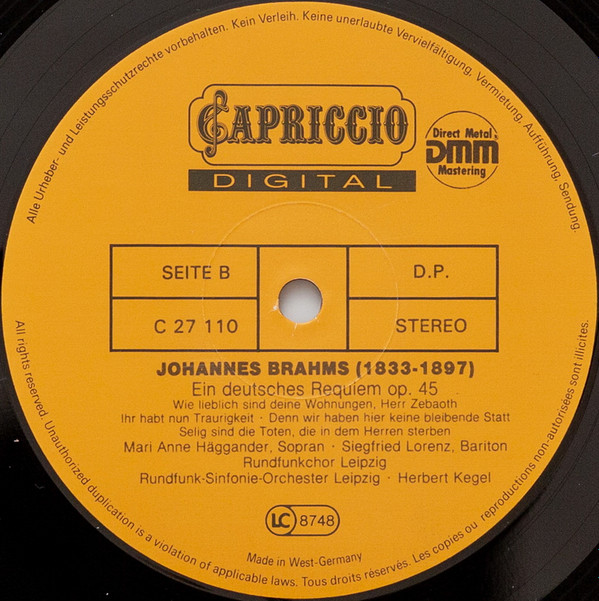 Alle Urheber- und Leistungsschutzrechte vorbehalten. Kein Verleih. Keine unerlaubte Vervielfältigung, Vermietung, Aufführung, Sendung.
CAPRICCIO
DIGITAL
Direct Metal
DMM
Mastering
SEITE B
D.P.
C 27 110
STEREO
JOHANNES BRAHMS (1833-1897)
Ein deutsches Requiem op. 45
Wie lieblich sind deine Wohnungen, Herr Zebaoth
Ihr habt nun Traurigkeit · Denn wir haben hier keine bleibende Statt
Selig sind die Toten, die in dem Herren sterben
Mari Anne Häggander, Sopran · Siegfried Lorenz, Bariton
Rundfunkchor Leipzig
Rundfunk-Sinfonie-Orchester Leipzig · Herbert Kegel
LC 8748
Made in West-Germany
All rights reserved. Unauthorized duplication is a violation of applicable laws. Tous droits réservés. Les copies ou reproductions non-autorisées sont illicites.